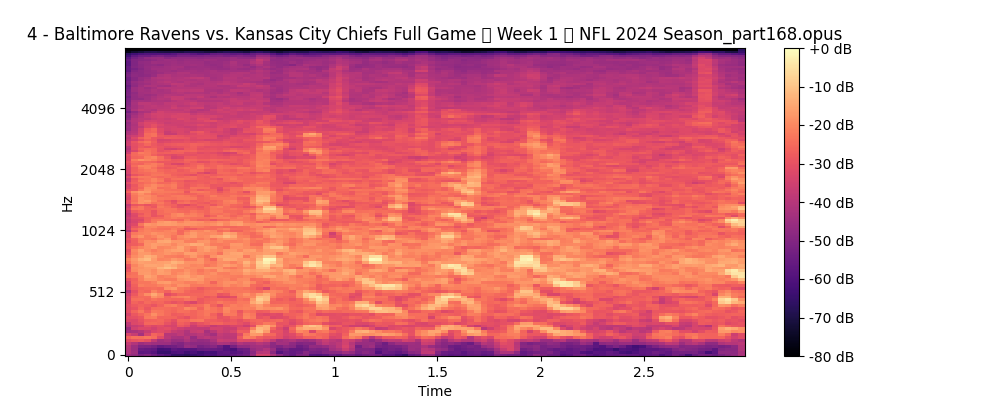 4 - Baltimore Ravens vs. Kansas City Chiefs Full Game ▯ Week 1 ▯ NFL 2024 Season_part168.opus
+0 dB
4096
-10 dB
-20 dB
2048
-30 dB
Hz
-40 dB
1024
-50 dB
512
-60 dB
-70 dB
0
-80 dB
0 0.5 1 1.5 2 2.5
Time